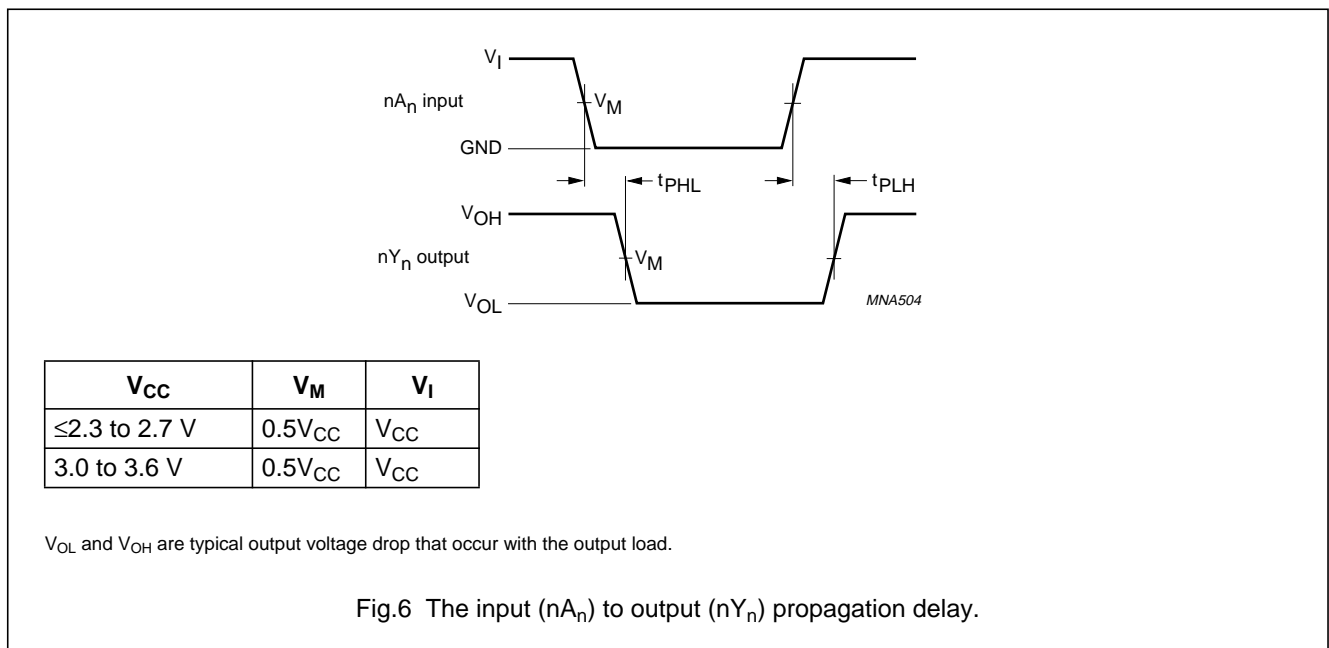 V_I
nA_n input
V_M
GND
t_PHL
t_PLH
V_OH
nY_n output
V_M
V_OL
MNA504
V_CC V_M V_I
≤2.3 to 2.7 V 0.5V_CC V_CC
3.0 to 3.6 V 0.5V_CC V_CC
V_OL and V_OH are typical output voltage drop that occur with the output load.
Fig.6 The input (nA_n) to output (nY_n) propagation delay.